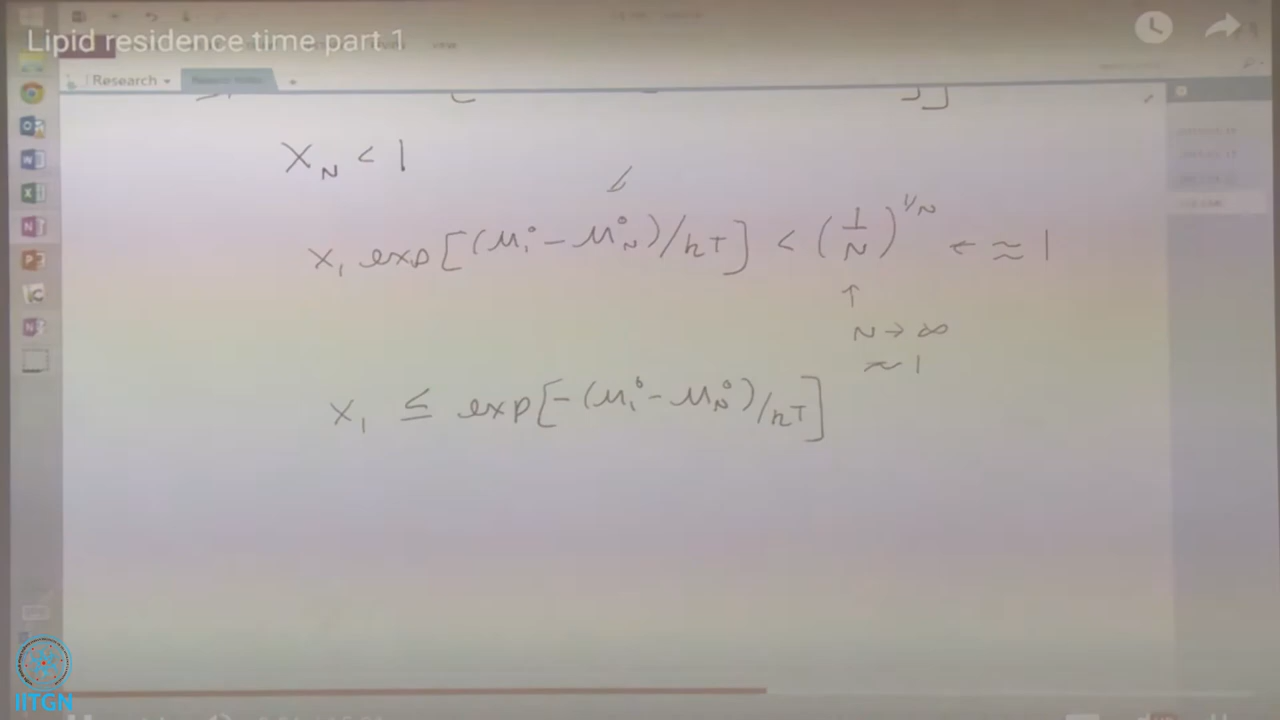 Lipid residence time part 1
Research
X_N < 1
x_1 exp[(μ_1° - μ_N°)/kT] < (1/N)^{1/N} ← ≈ 1
↑
N → ∞
≈ 1
x_1 ≤ exp[-(μ_1° - μ_N°)/kT]
IITGN